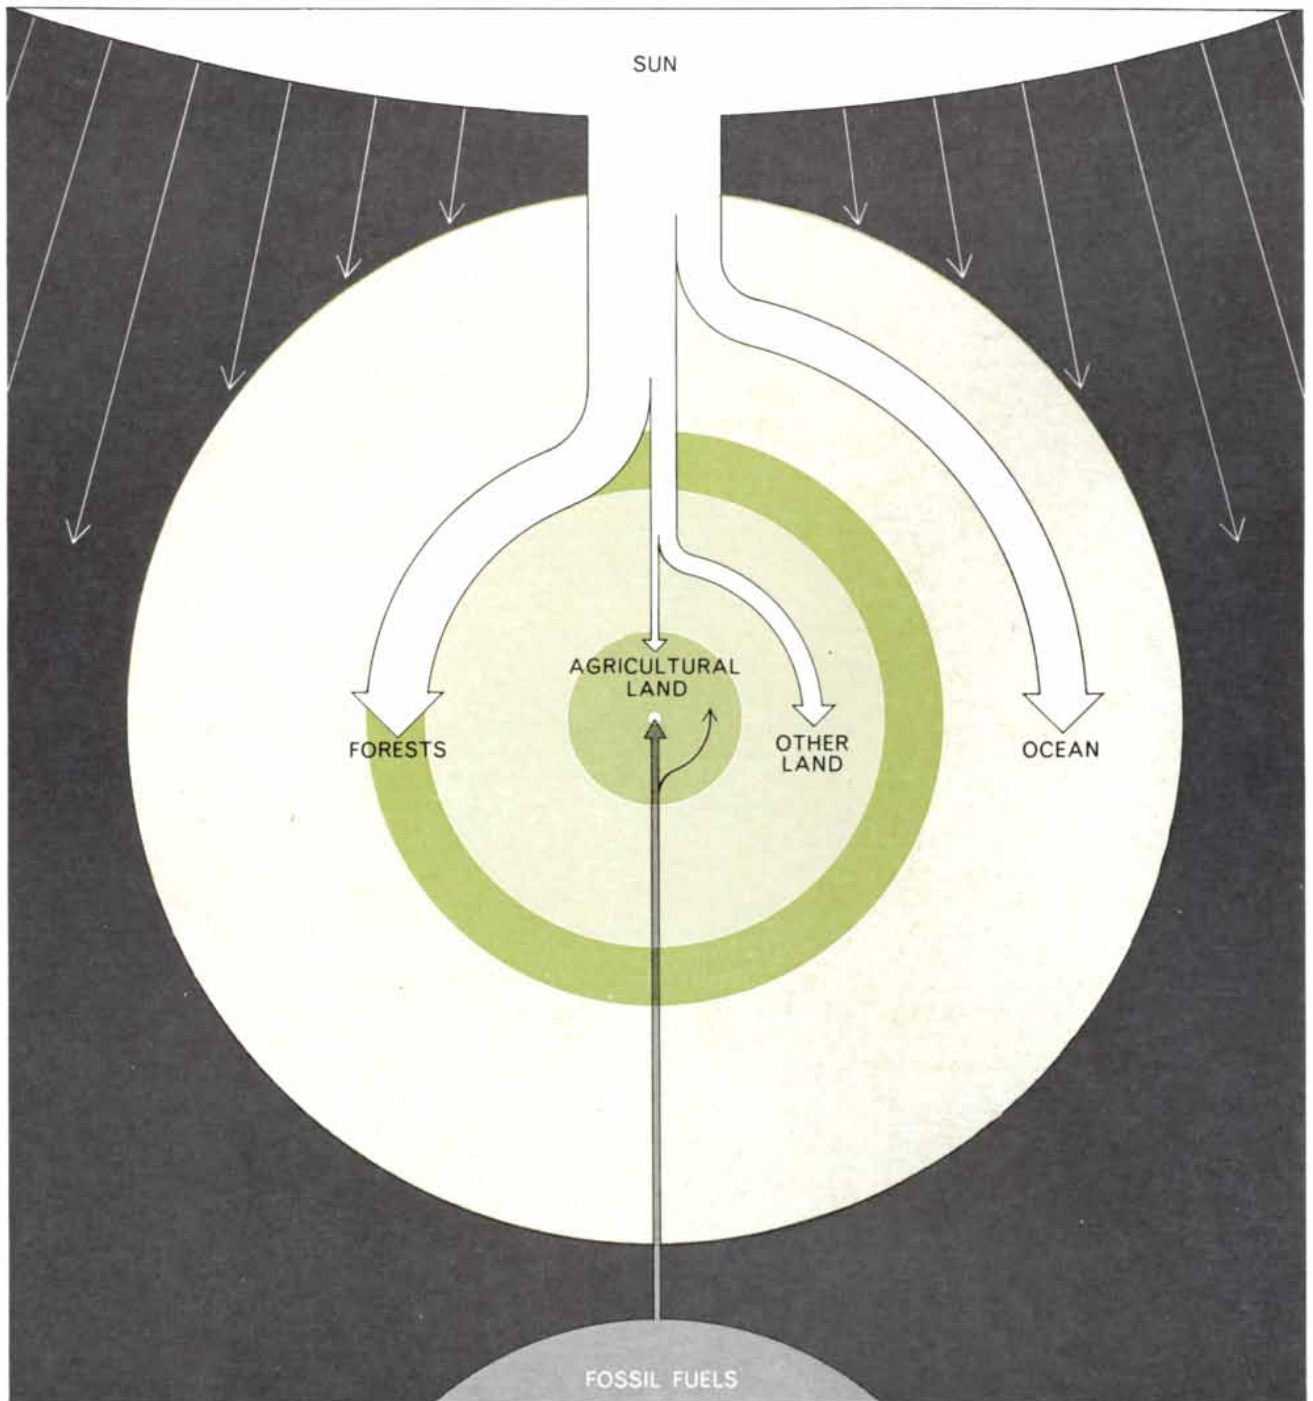 SUN
AGRICULTURAL
LAND
FORESTS
OTHER
LAND
OCEAN
FOSSIL FUELS